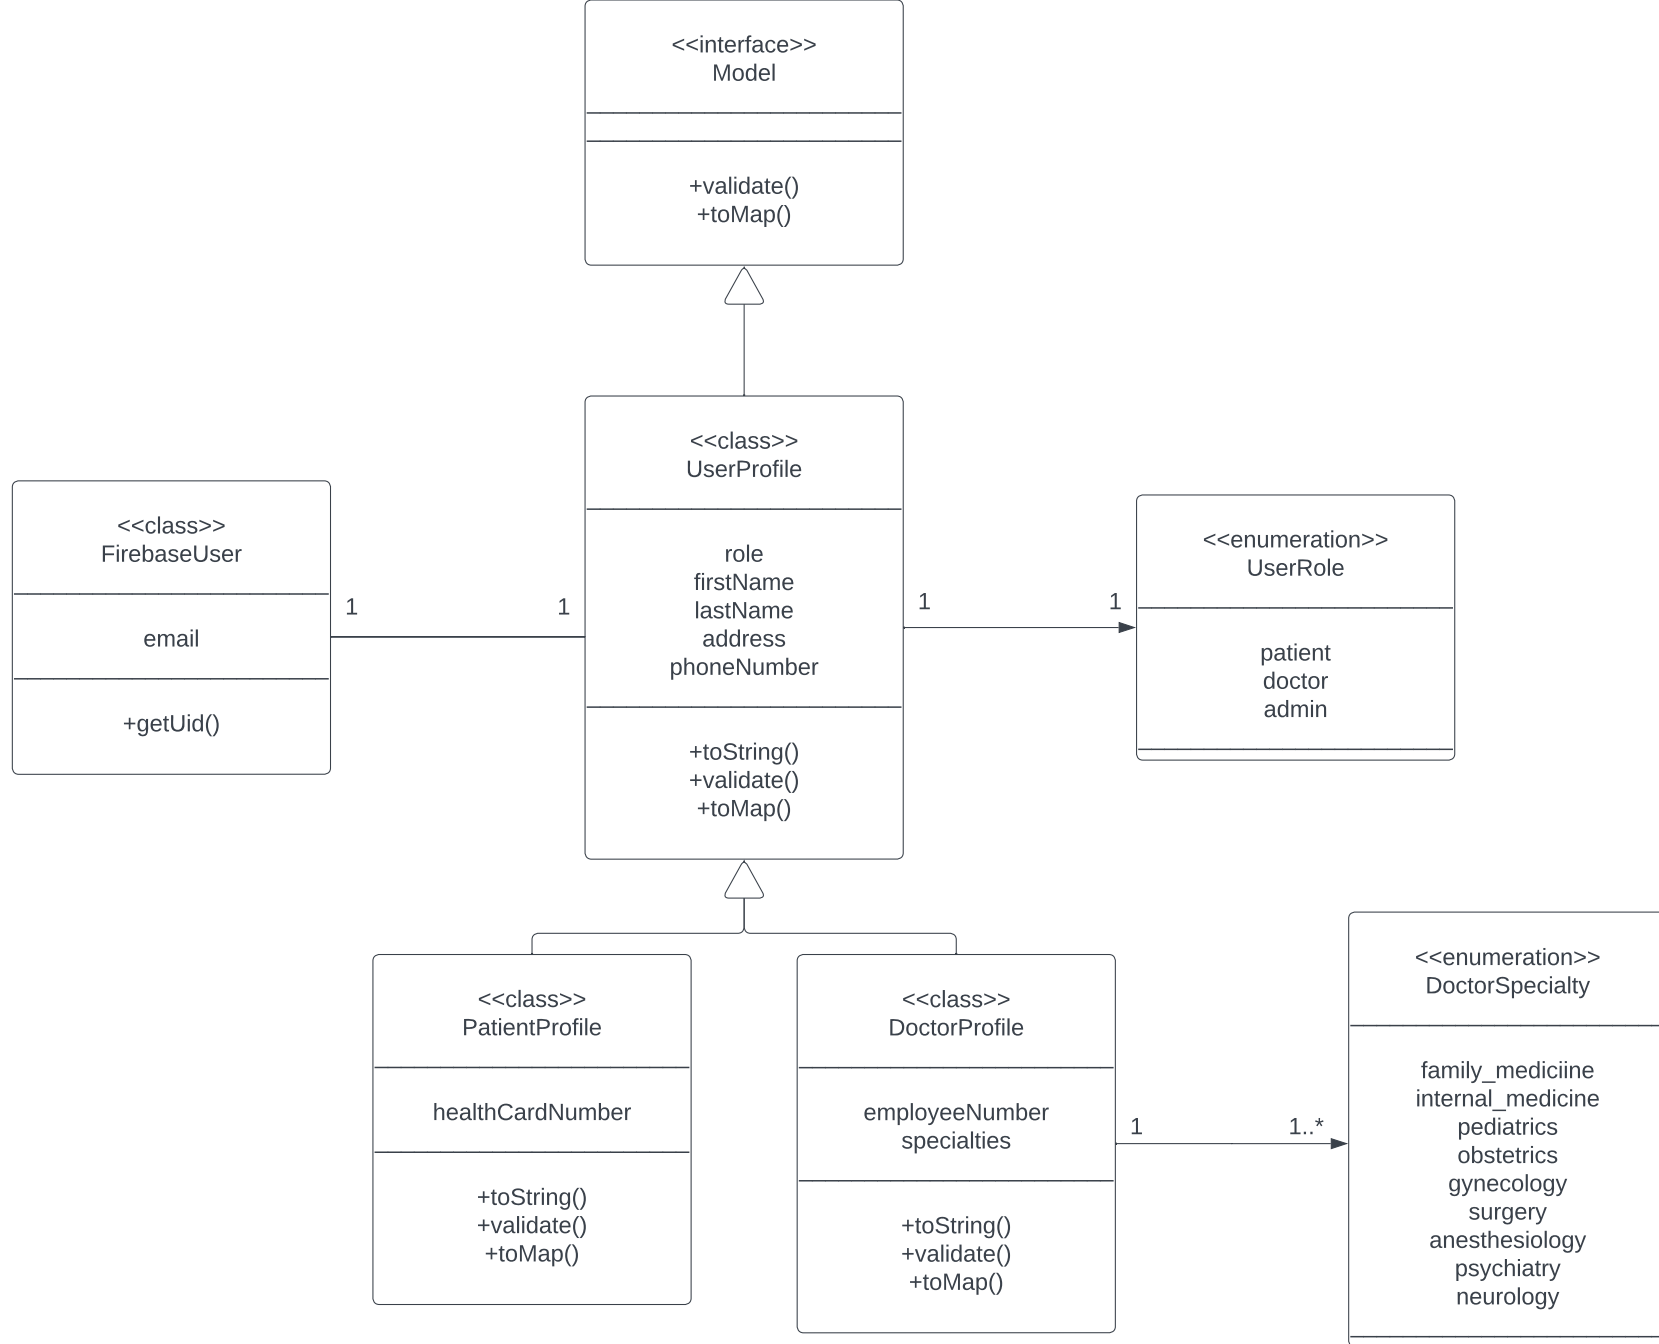 <<interface>>
Model
+validate()
+toMap()
<<class>>
FirebaseUser
email
+getUid()
1
1
<<class>>
UserProfile
role
firstName
lastName
address
phoneNumber
+toString()
+validate()
+toMap()
1
1
<<enumeration>>
UserRole
patient
doctor
admin
<<class>>
PatientProfile
healthCardNumber
+toString()
+validate()
+toMap()
<<class>>
DoctorProfile
employeeNumber
specialties
+toString()
+validate()
+toMap()
1
1..*
<<enumeration>>
DoctorSpecialty
family_mediciine
internal_medicine
pediatrics
obstetrics
gynecology
surgery
anesthesiology
psychiatry
neurology